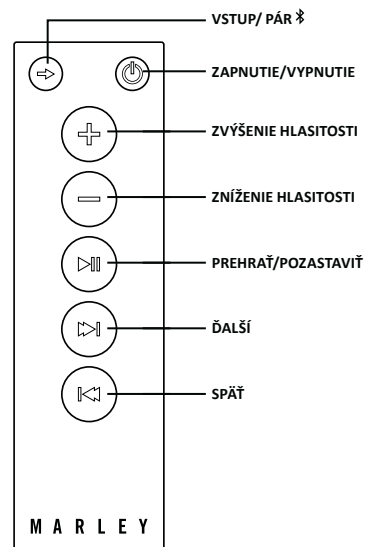 VSTUP/ PÁR
ZAPNUTIE/VYPNUTIE
ZVÝŠENIE HLASITOSTI
ZNÍŽENIE HLASITOSTI
PREHRAŤ/POZASTAVIŤ
ĎALŠÍ
SPÄŤ
MARLEY